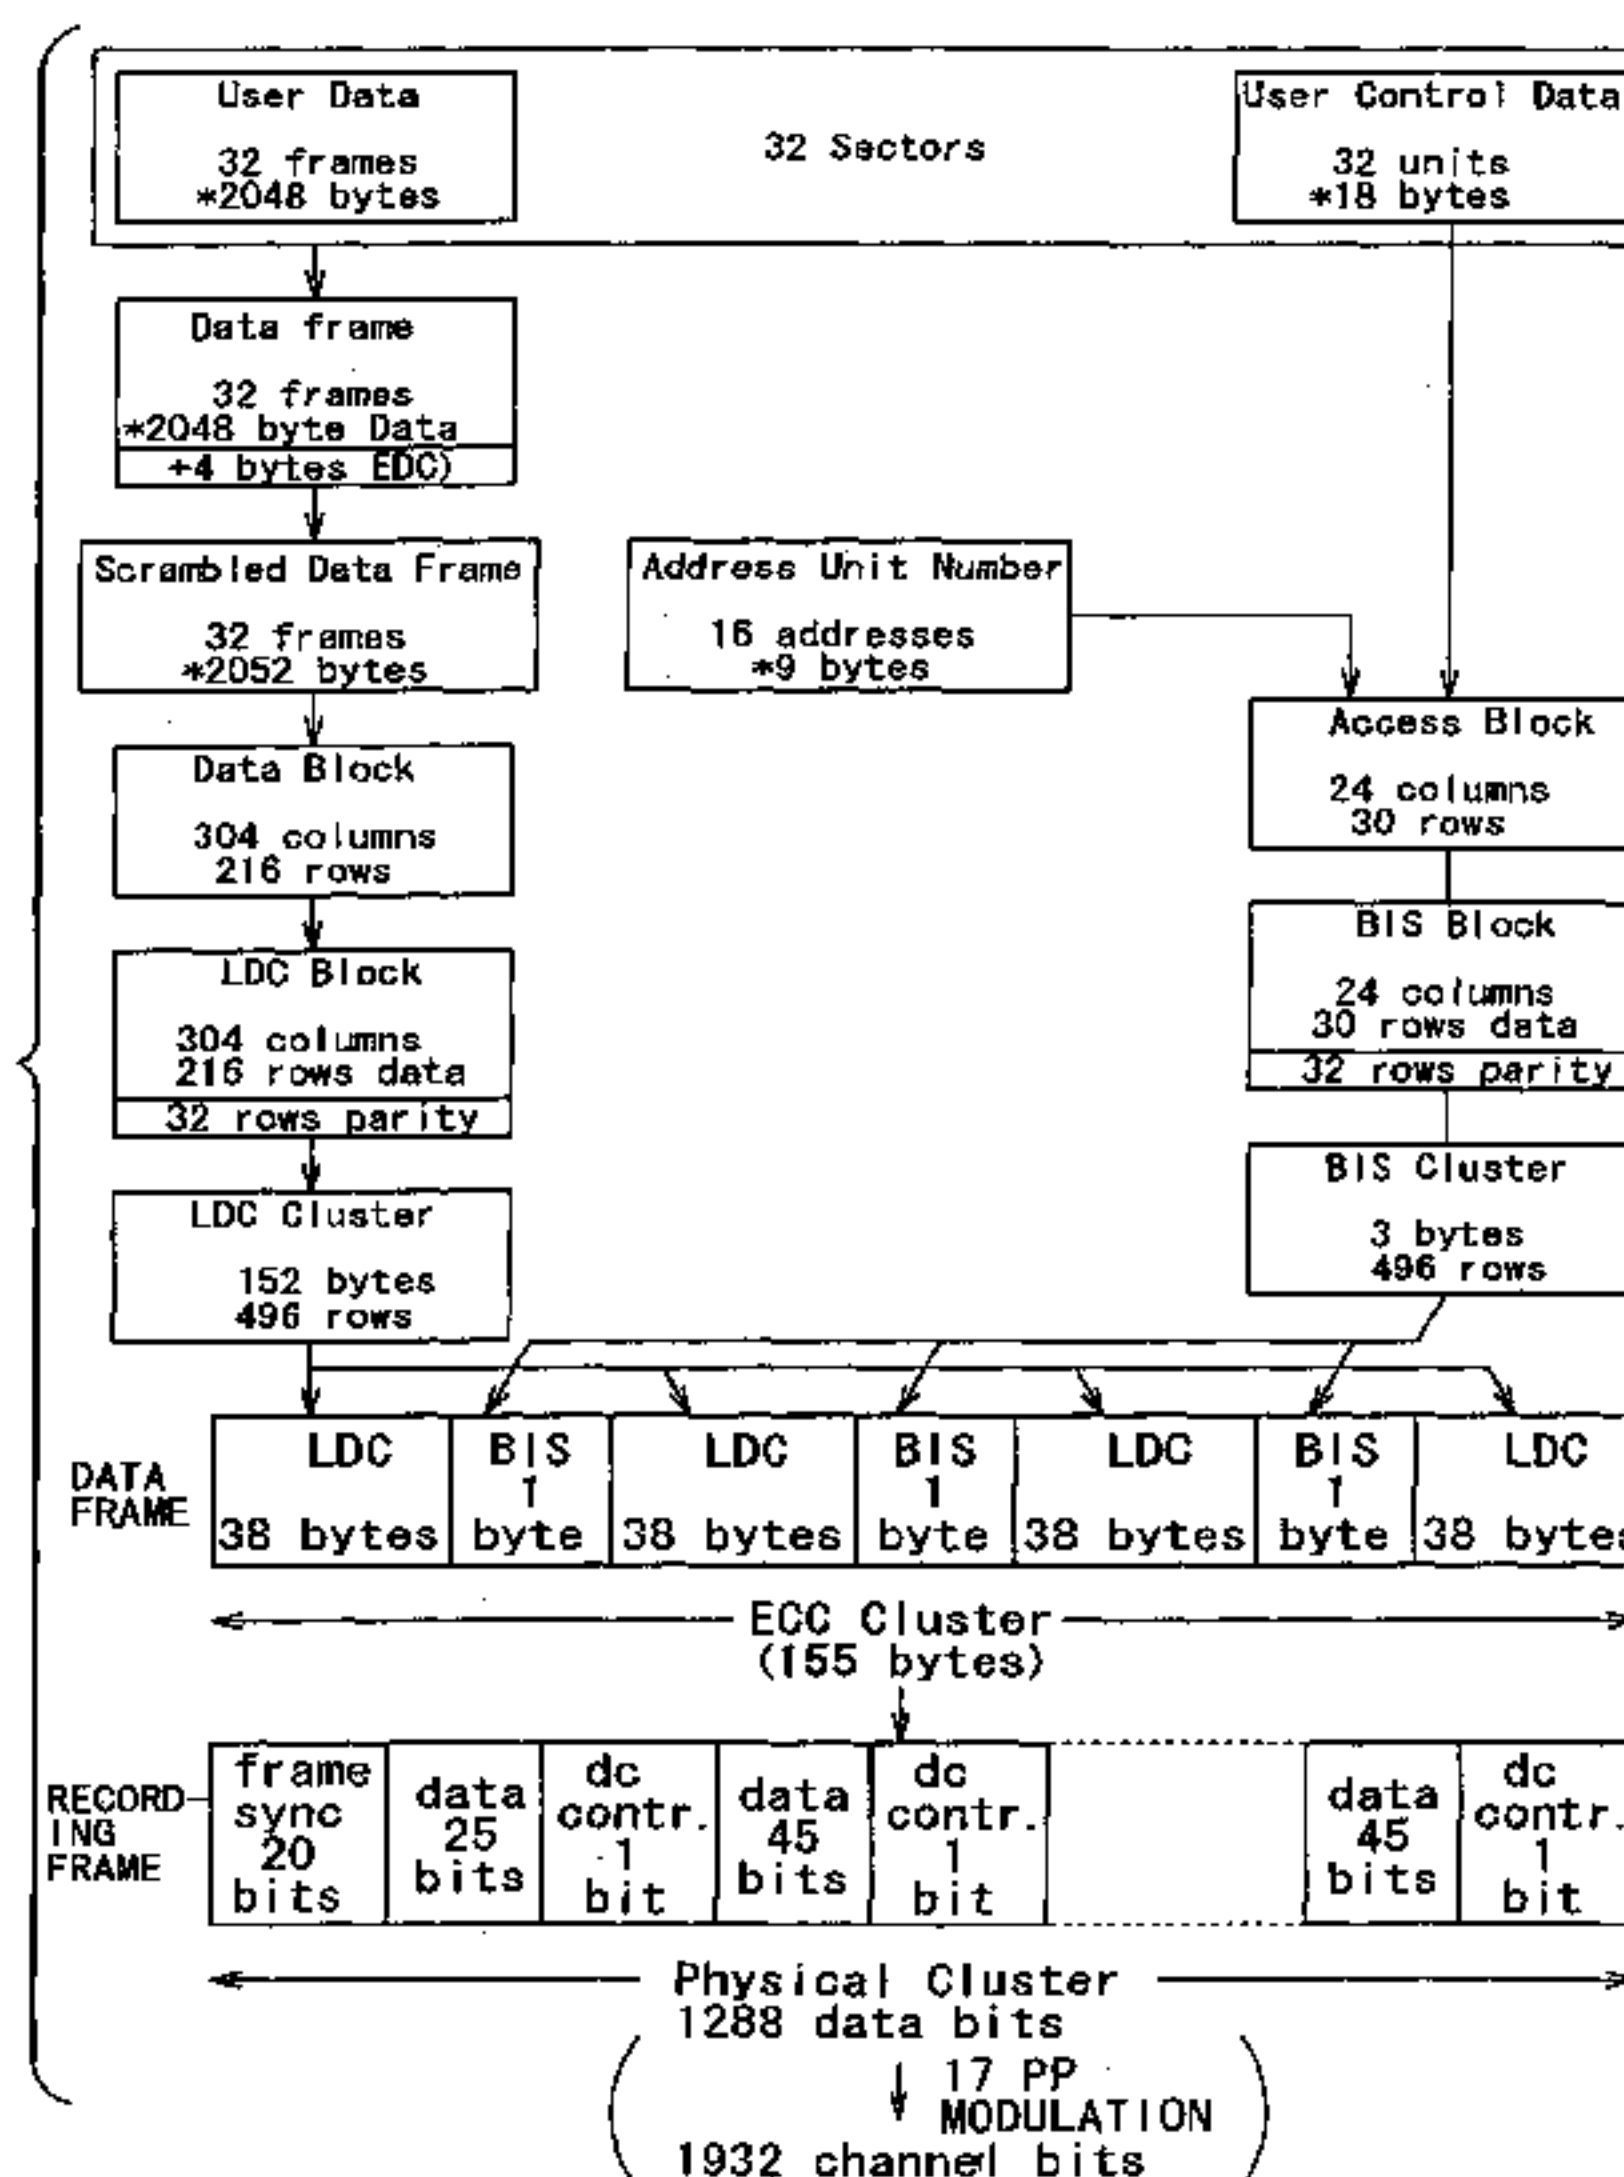 User Data
32 frames
*2048 bytes
32 Sectors
User Control Data
32 units
*18 bytes
Data frame
32 frames
*2048 byte Data
+4 bytes EDC)
Scrambled Data Frame
32 frames
*2052 bytes
Address Unit Number
16 addresses
*9 bytes
Data Block
304 columns
216 rows
Access Block
24 columns
30 rows
LDC Block
304 columns
216 rows data
32 rows parity
BIS Block
24 columns
30 rows data
32 rows parity
LDC Cluster
152 bytes
496 rows
BIS Cluster
3 bytes
496 rows
DATA
FRAME
LDC
38 bytes
BIS
1
byte
LDC
38 bytes
BIS
1
byte
LDC
38 bytes
BIS
1
byte
LDC
38 bytes
ECC Cluster
(155 bytes)
RECORD
ING
FRAME
frame
sync
20
bits
data
25
bits
dc
contr.
1
bit
data
45
bits
dc
contr.
1
bit
data
45
bits
dc
contr.
1
bit
Physical Cluster
1288 data bits
17 PP
MODULATION
1932 channel bits